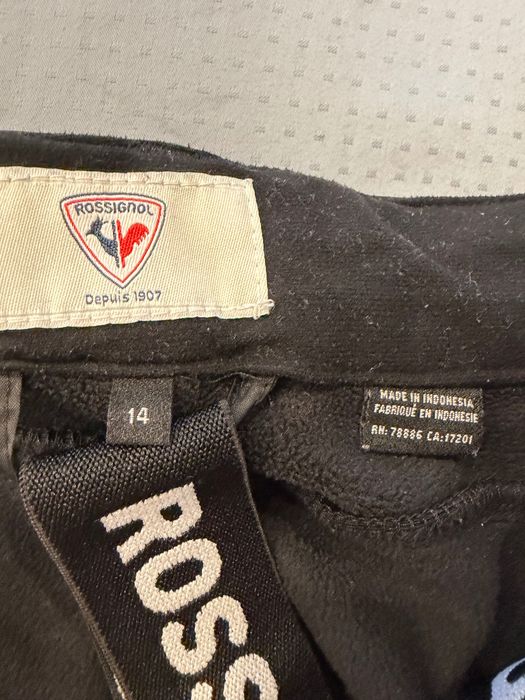 ROSSIGNOL
Depuis 1907
14
MADE IN INDONESIA
FABRIQUÉ EN INDONESIE
RN: 78886 CA:17201
ROSS